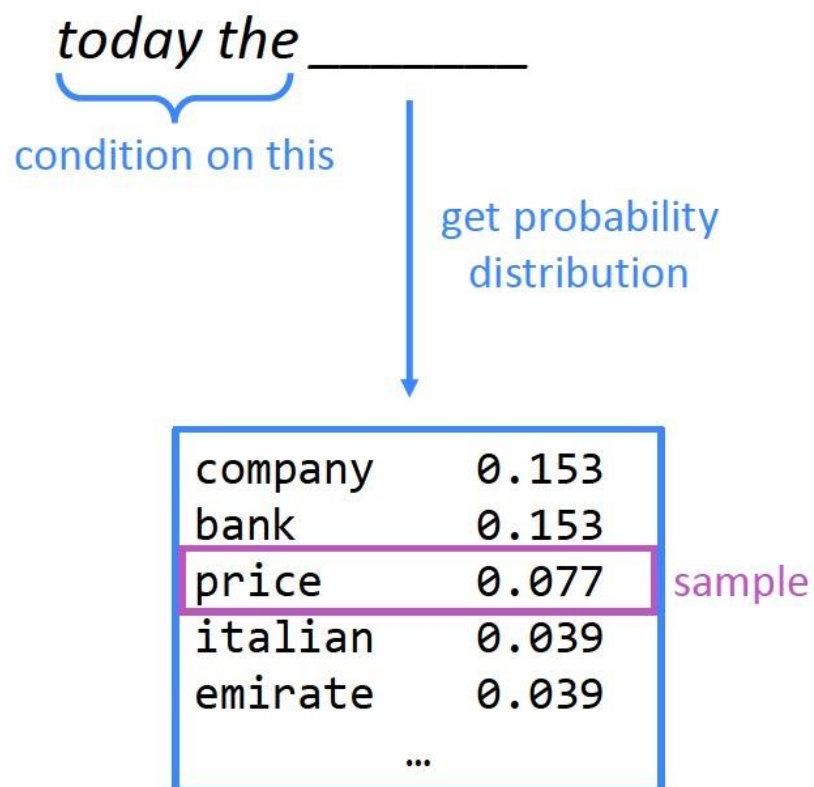 today the _______
condition on this
get probability
distribution
company 0.153
bank 0.153
price 0.077 sample
italian 0.039
emirate 0.039
…